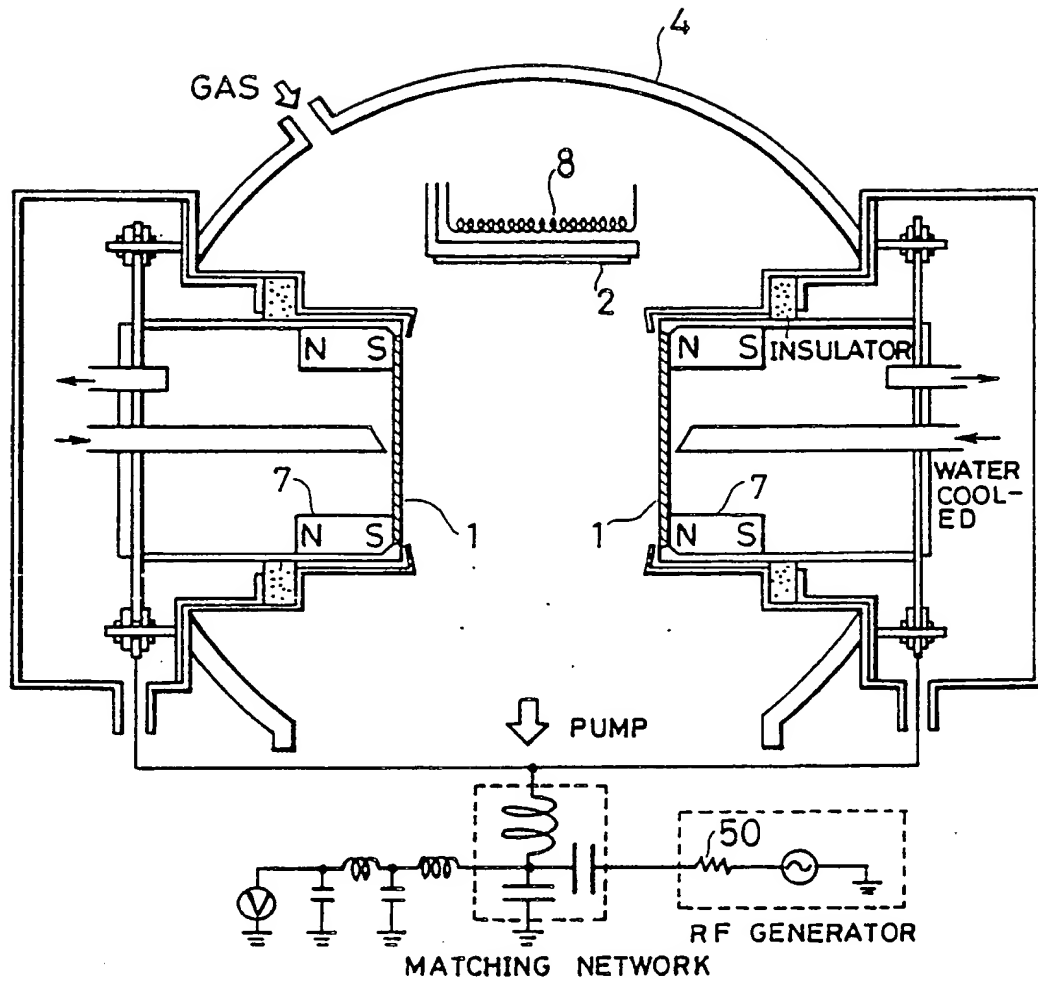 4
GAS
8
2
N S
N S
INSULATOR
WATER
COOL-
ED
7
7
N S
1
1
N S
PUMP
50
V
RF GENERATOR
MATCHING NETWORK